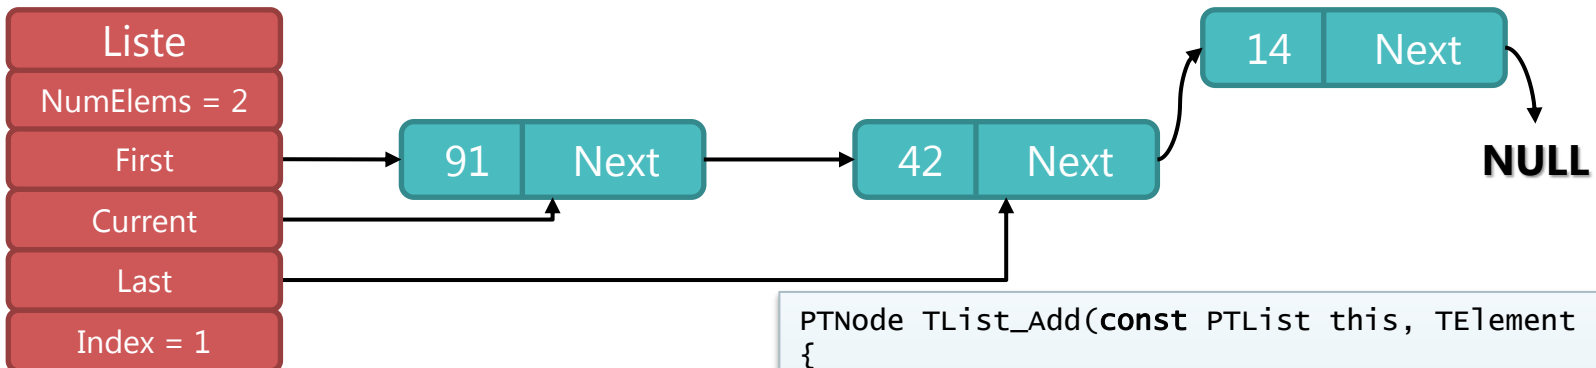 Liste
NumElems = 2
First
Current
Last
Index = 1
91 Next
42 Next
14 Next
NULL
PTNode TList_Add(const PTList this, TElement
{